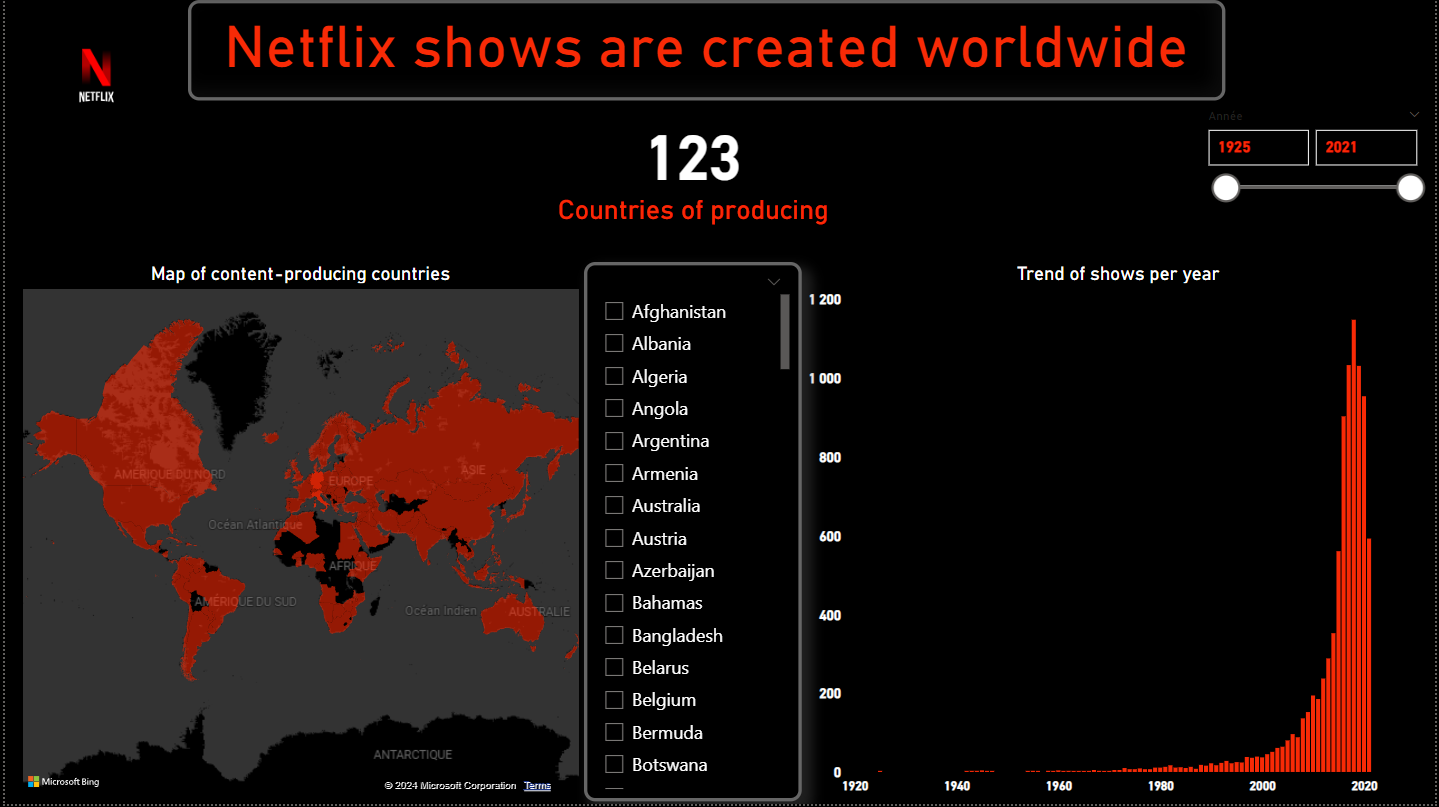 Netflix shows are created worldwide
NETFLIX
Année
1925
2021
123
Countries of producing
Map of content-producing countries
AMÉRIQUE DU NORD
EUROPE
ASIE
Océan Atlantique
AFRIQUE
AMÉRIQUE DU SUD
Océan Indien
AUSTRALIE
ANTARCTIQUE
Microsoft Bing
© 2024 Microsoft Corporation Terms
Afghanistan
Albania
Algeria
Angola
Argentina
Armenia
Australia
Austria
Azerbaijan
Bahamas
Bangladesh
Belarus
Belgium
Bermuda
Botswana
Trend of shows per year
1 200
1 000
800
600
400
200
0
1920
1940
1960
1980
2000
2020